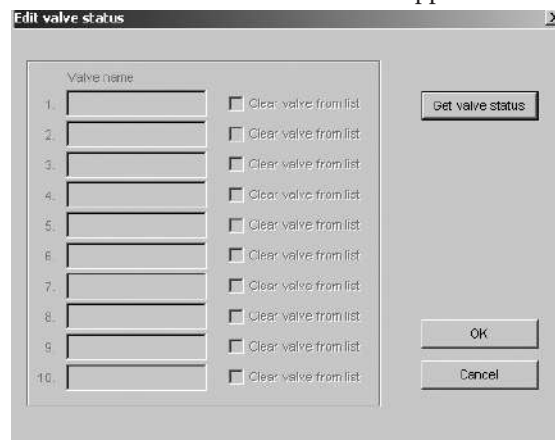 Edit valve status X
Valve name
1. Clear valve from list Get valve status
2. Clear valve from list
3. Clear valve from list
4. Clear valve from list
5. Clear valve from list
6. Clear valve from list
7. Clear valve from list
8. Clear valve from list OK
9. Clear valve from list
10. Clear valve from list Cancel